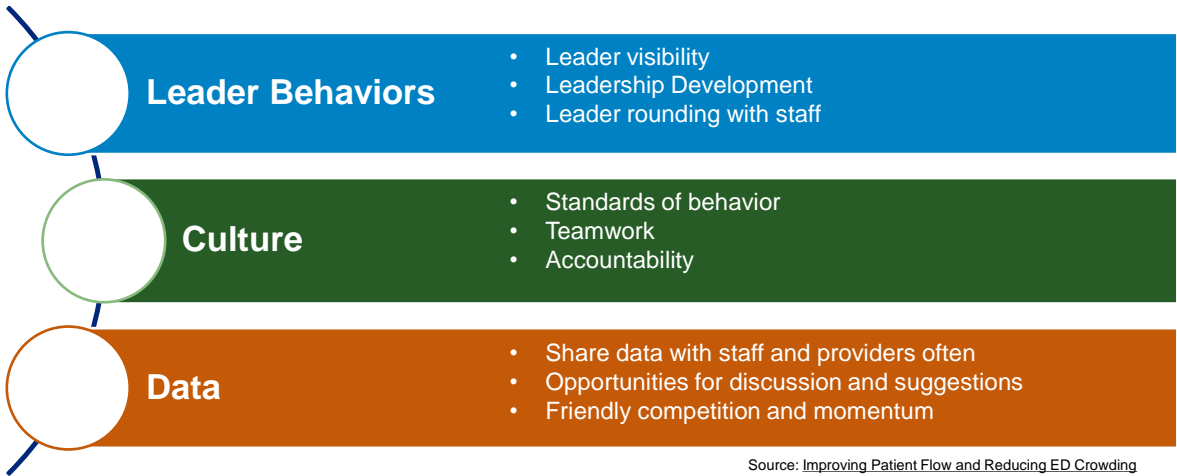 Leader Behaviors
• Leader visibility
• Leadership Development
• Leader rounding with staff
Culture
• Standards of behavior
• Teamwork
• Accountability
Data
• Share data with staff and providers often
• Opportunities for discussion and suggestions
• Friendly competition and momentum
Source: Improving Patient Flow and Reducing ED Crowding